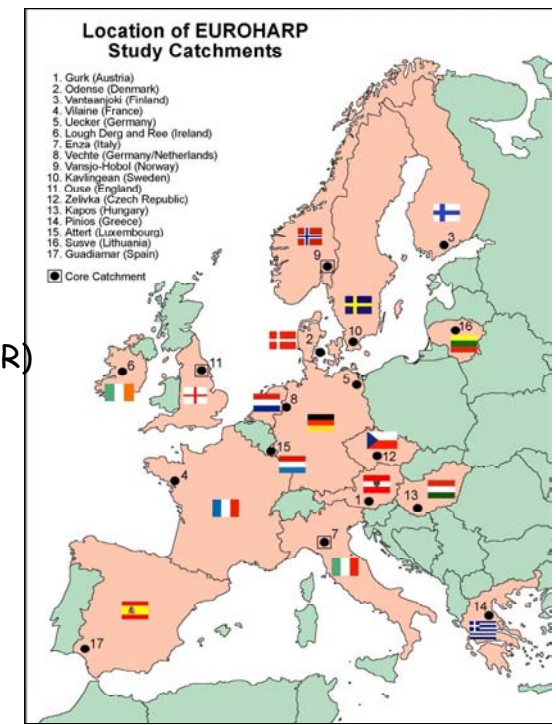 Location of EUROHARP
Study Catchments
1. Gurk (Austria)
2. Odense (Denmark)
3. Vantaanjoki (Finland)
4. Vilaine (France)
5. Uecker (Germany)
6. Lough Derg and Ree (Ireland)
7. Enza (Italy)
8. Vechte (Germany/Netherlands)
9. Vansjo-Hobol (Norway)
10. Kavlingean (Sweden)
11. Ouse (England)
12. Zelivka (Czech Republic)
13. Kapos (Hungary)
14. Pinios (Greece)
15. Attert (Luxembourg)
16. Susve (Lithuania)
17. Guadiamar (Spain)
Core Catchment
3
9
16
2
10
R)
6
11
5
8
15
12
4
1
13
7
14
17